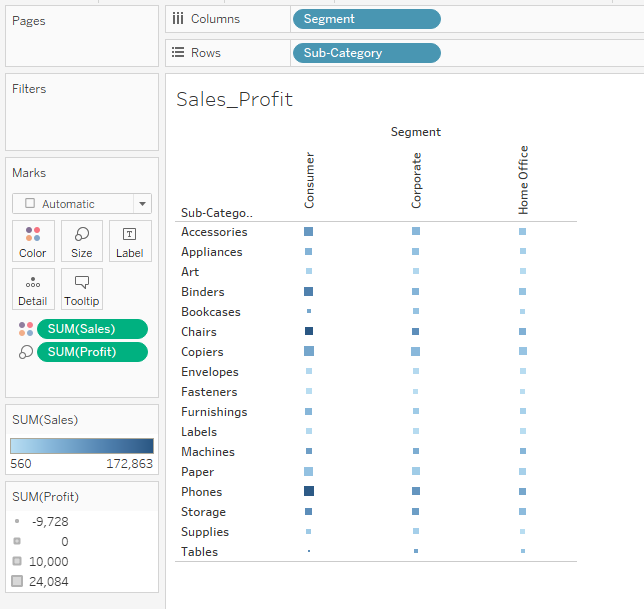 Pages
Columns
Segment
Rows
Sub-Category
Filters
Marks
Automatic
Color
Size
Label
Detail
Tooltip
SUM(Sales)
SUM(Profit)
SUM(Sales)
560
172,863
SUM(Profit)
-9,728
0
10,000
24,084
Sales_Profit
Segment
Sub-Catego..
Consumer
Corporate
Home Office
Accessories
Appliances
Art
Binders
Bookcases
Chairs
Copiers
Envelopes
Fasteners
Furnishings
Labels
Machines
Paper
Phones
Storage
Supplies
Tables